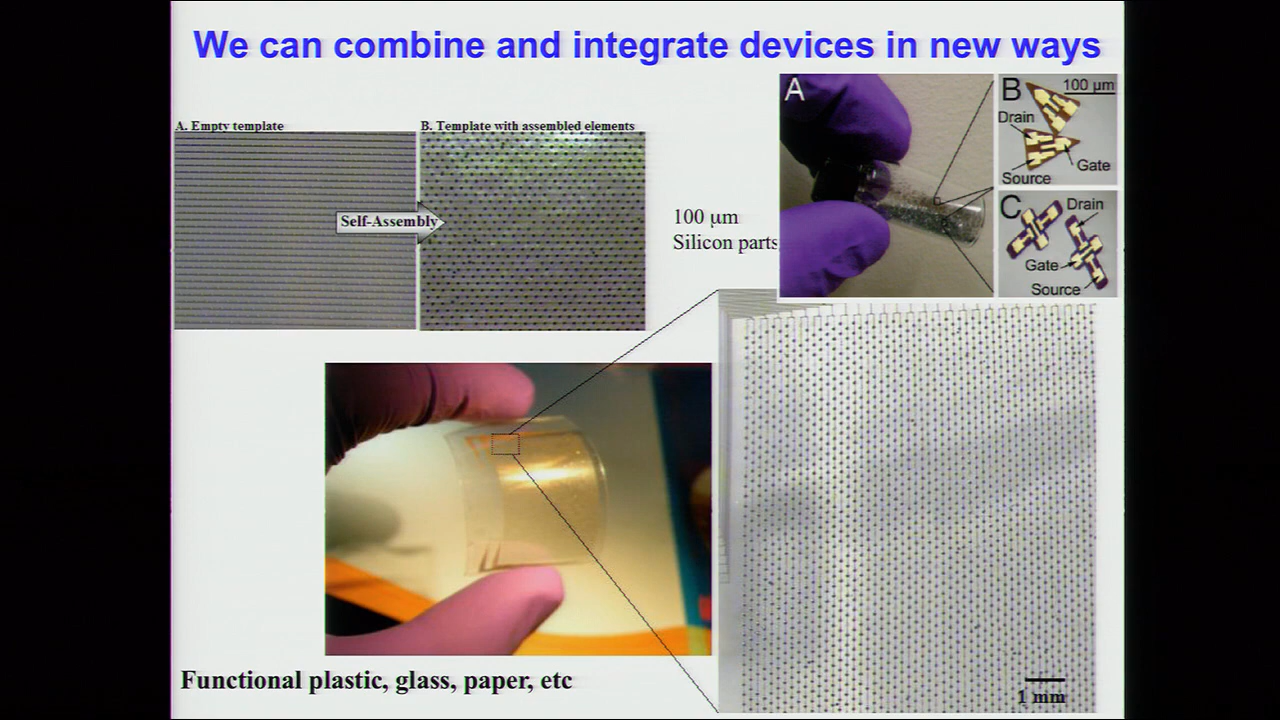 We can combine and integrate devices in new ways
A. Empty template
B. Template with assembled elements
Self-Assembly
100 μm
Silicon parts
A
B
100 μm
Drain
Gate
Source
C
Drain
Gate
Source
1 mm
Functional plastic, glass, paper, etc